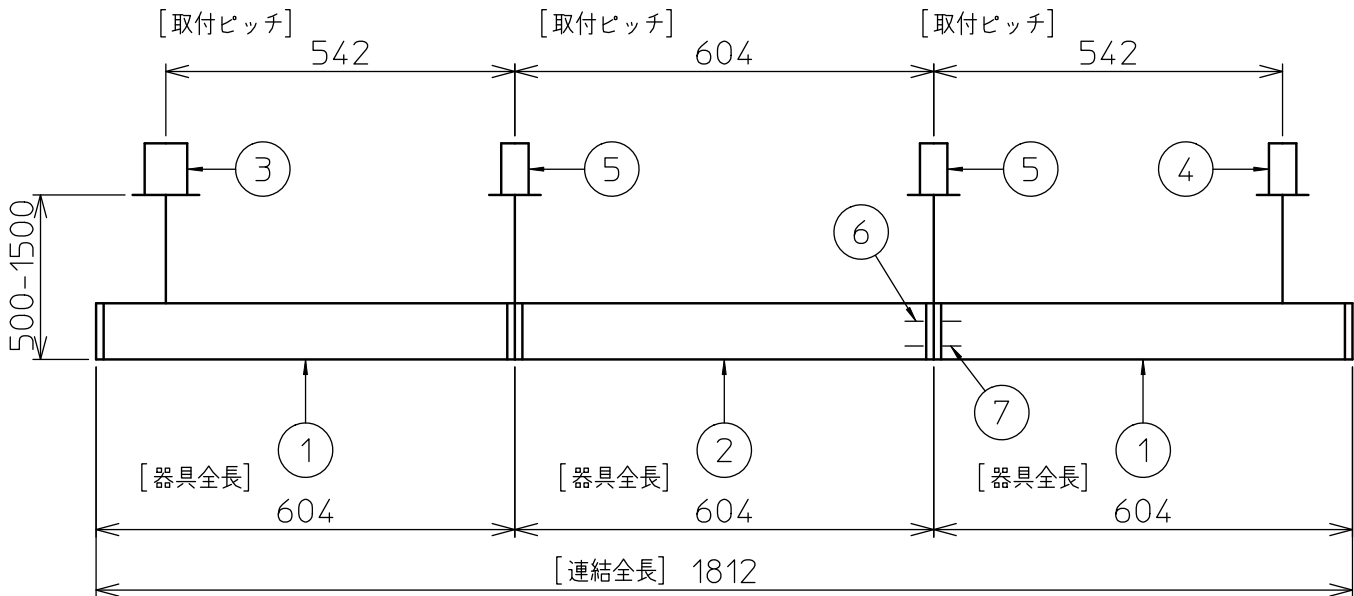 [取付ピッチ] [取付ピッチ] [取付ピッチ]
542 604 542
③ ⑤ ⑤ ④
500-1500
⑥
⑦
① ② ①
[器具全長] [器具全長] [器具全長]
604 604 604
[連結全長] 1812